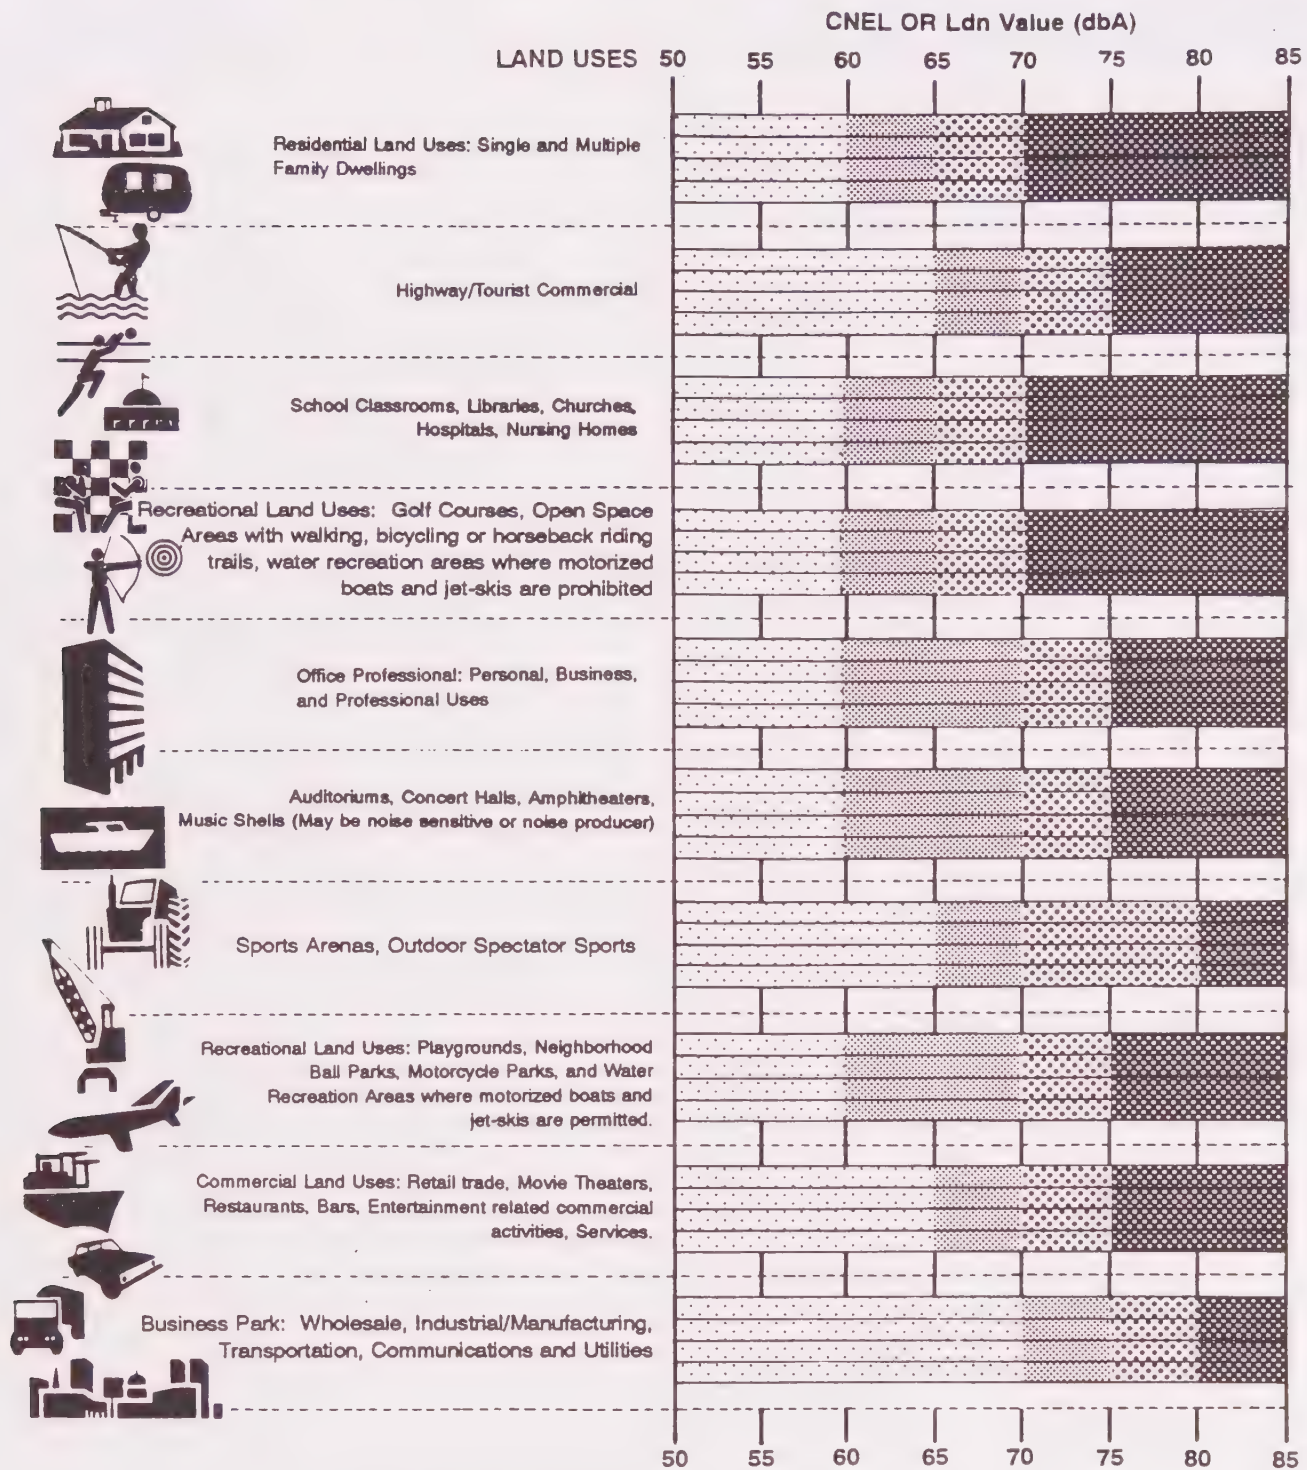 CNEL OR Ldn Value (dbA)
LAND USES 50 55 60 65 70 75 80 85
Residential Land Uses: Single and Multiple
Family Dwellings
Highway/Tourist Commercial
School Classrooms, Libraries, Churches,
Hospitals, Nursing Homes
Recreational Land Uses: Golf Courses, Open Space
Areas with walking, bicycling or horseback riding
trails, water recreation areas where motorized
boats and jet-skis are prohibited
Office Professional: Personal, Business,
and Professional Uses
Auditoriums, Concert Halls, Amphitheaters,
Music Shells (May be noise sensitive or noise producer)
Sports Arenas, Outdoor Spectator Sports
Recreational Land Uses: Playgrounds, Neighborhood
Ball Parks, Motorcycle Parks, and Water
Recreation Areas where motorized boats and
jet-skis are permitted.
Commercial Land Uses: Retail trade, Movie Theaters,
Restaurants, Bars, Entertainment related commercial
activities, Services.
Business Park: Wholesale, Industrial/Manufacturing,
Transportation, Communications and Utilities
50 55 60 65 70 75 80 85